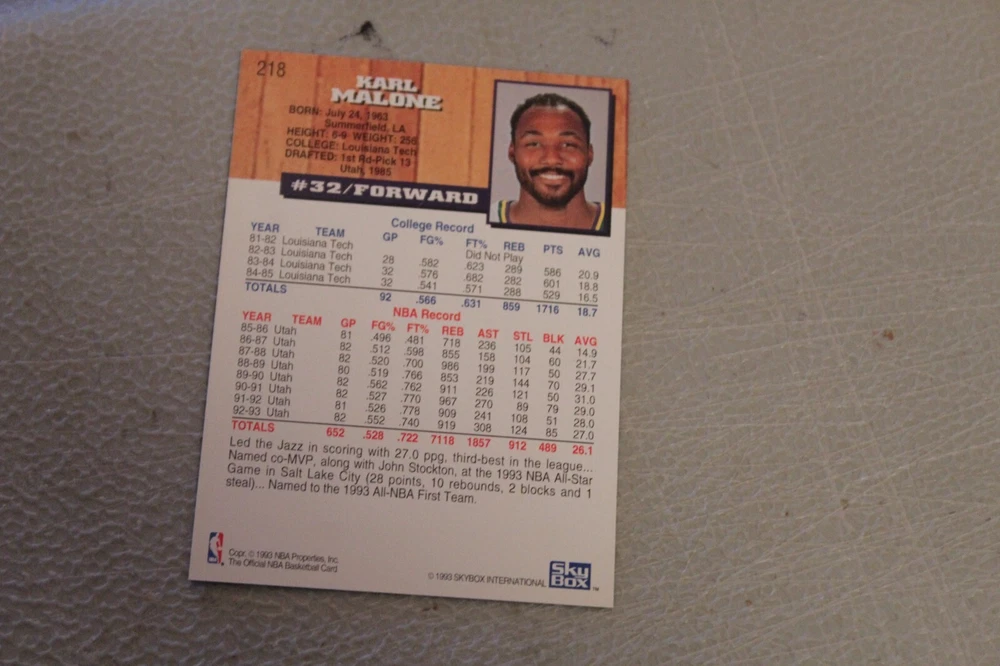 218
KARL
MALONE
BORN: July 24, 1963
Summerfield, LA
HEIGHT: 6-9 WEIGHT: 256
COLLEGE: Louisiana Tech
DRAFTED: 1st Rd-Pick 13
Utah, 1985
#32/FORWARD
College Record
YEAR TEAM GP FG% FT% REB PTS AVG
81-82 Louisiana Tech Did Not Play
82-83 Louisiana Tech 28 .582 .623 289 586 20.9
83-84 Louisiana Tech 32 .576 .682 282 601 18.8
84-85 Louisiana Tech 32 .541 .571 288 529 16.5
TOTALS 92 .566 .631 859 1716 18.7
NBA Record
YEAR TEAM GP FG% FT% REB AST STL BLK AVG
85-86 Utah 81 .496 .481 718 236 105 44 14.9
86-87 Utah 82 .512 .598 855 158 104 60 21.7
87-88 Utah 82 .520 .700 986 199 117 50 27.7
88-89 Utah 80 .519 .766 853 219 144 70 29.1
89-90 Utah 82 .562 .762 911 226 121 50 31.0
90-91 Utah 82 .527 .770 967 270 89 79 29.0
91-92 Utah 81 .526 .778 909 241 108 51 28.0
92-93 Utah 82 .552 .740 919 308 124 85 27.0
TOTALS 652 .528 .722 7118 1857 912 489 26.1
Led the Jazz in scoring with 27.0 ppg, third-best in the league...
Named co-MVP, along with John Stockton, at the 1993 NBA All-Star
Game in Salt Lake City (28 points, 10 rebounds, 2 blocks and 1
steal)... Named to the 1993 All-NBA First Team.
Copr. © 1993 NBA Properties, Inc.
The Official NBA Basketball Card
© 1993 SKYBOX INTERNATIONAL
Sky
Box
™